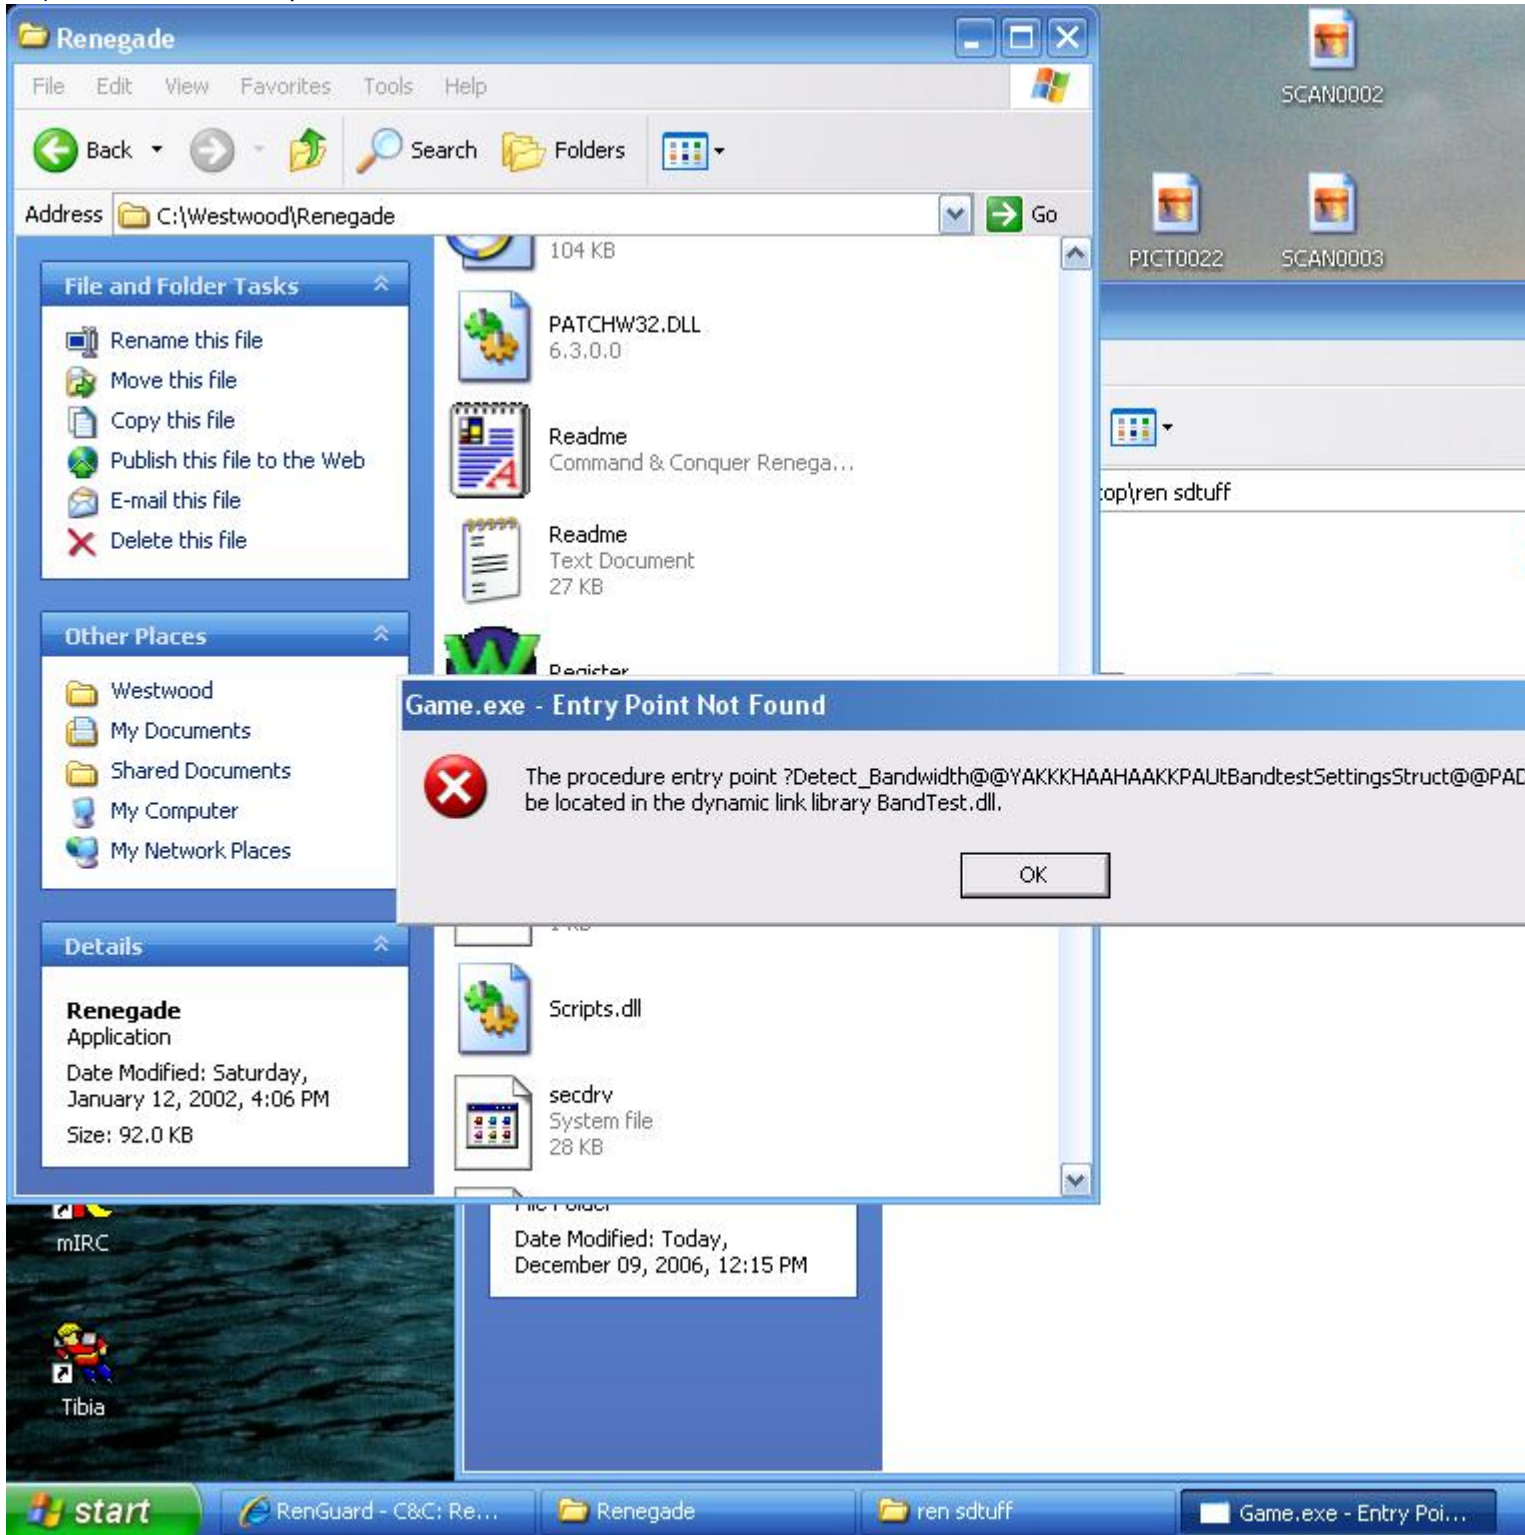 Renegade
File Edit View Favorites Tools Help
Back Search Folders
Address C:\Westwood\Renegade Go
File and Folder Tasks
Rename this file
Move this file
Copy this file
Publish this file to the Web
E-mail this file
Delete this file
Other Places
Westwood
My Documents
Shared Documents
My Computer
My Network Places
Details
Renegade
Application
Date Modified: Saturday,
January 12, 2002, 4:06 PM
Size: 92.0 KB
104 KB
PATCHW32.DLL
6.3.0.0
Readme
Command & Conquer Renega...
Readme
Text Document
27 KB
Register
Game.exe - Entry Point Not Found
The procedure entry point ?Detect_Bandwidth@@YAKKKHAAHAAKKPAUtBandtestSettingsStruct@@PAD
be located in the dynamic link library BandTest.dll.
OK
1 KB
Scripts.dll
secdrv
System file
28 KB
SCAN0002
PICT0022
SCAN0003
top\ren sdtuff
File Folder
Date Modified: Today,
December 09, 2006, 12:15 PM
mIRC
Tibia
start
RenGuard - C&C: Re...
Renegade
ren sdtuff
Game.exe - Entry Poi...